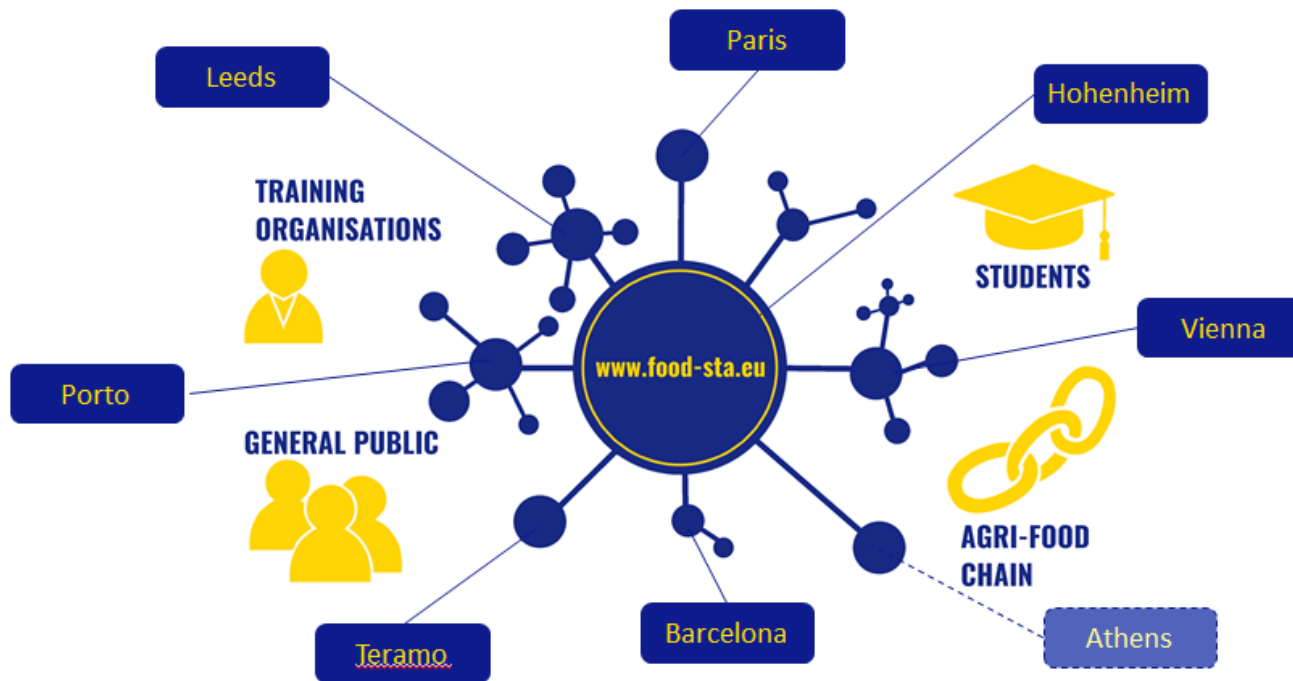 Paris
Leeds
Hohenheim
TRAINING
ORGANISATIONS
STUDENTS
Vienna
www.food-sta.eu
Porto
GENERAL PUBLIC
AGRI-FOOD
CHAIN
Barcelona
Athens
Teramo